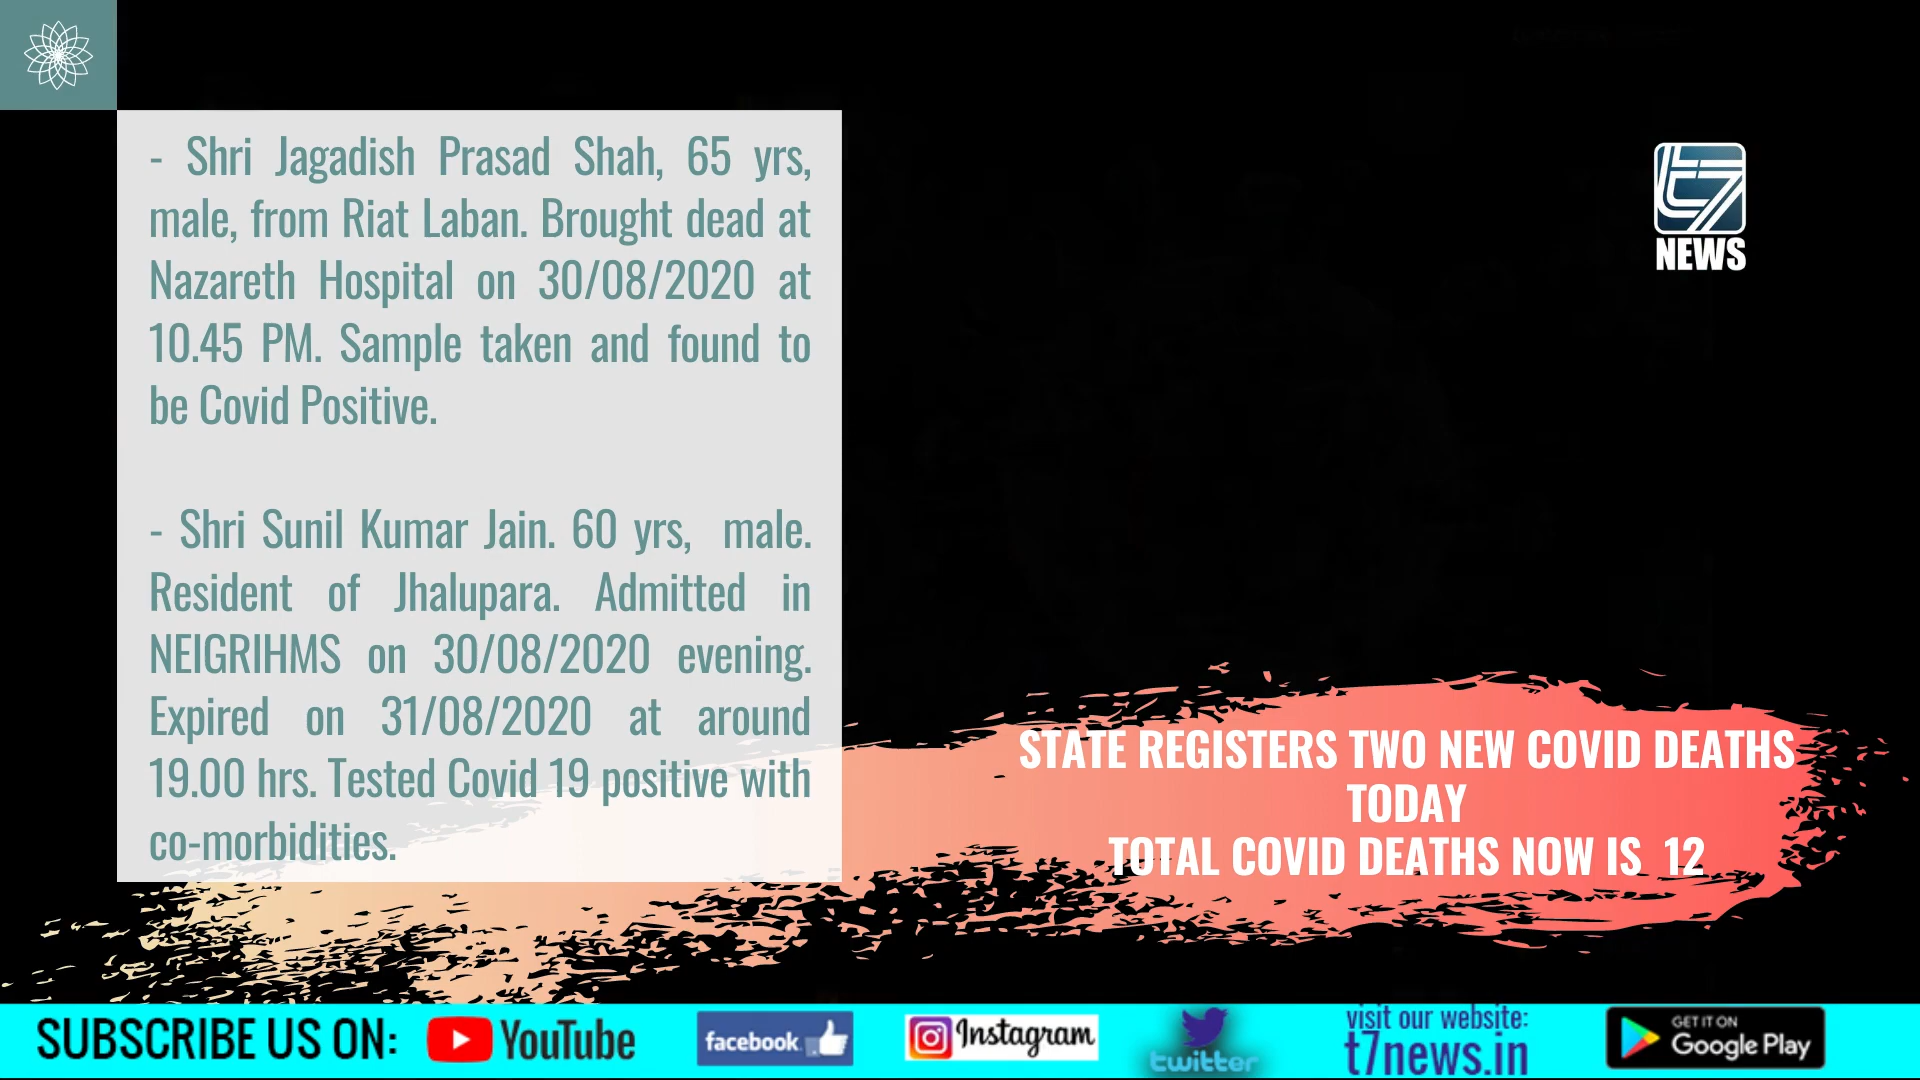 - Shri Jagadish Prasad Shah, 65 yrs,
male, from Riat Laban. Brought dead at
Nazareth Hospital on 30/08/2020 at
10.45 PM. Sample taken and found to
be Covid Positive.
- Shri Sunil Kumar Jain. 60 yrs, male.
Resident of Jhalupara. Admitted in
NEIGRIHMS on 30/08/2020 evening.
Expired on 31/08/2020 at around
19.00 hrs. Tested Covid 19 positive with
co-morbidities.
t7
NEWS
STATE REGISTERS TWO NEW COVID DEATHS
TODAY
TOTAL COVID DEATHS NOW IS 12
SUBSCRIBE US ON:
YouTube
facebook
Instagram
twitter
visit our website:
t7news.in
GET IT ON
Google Play